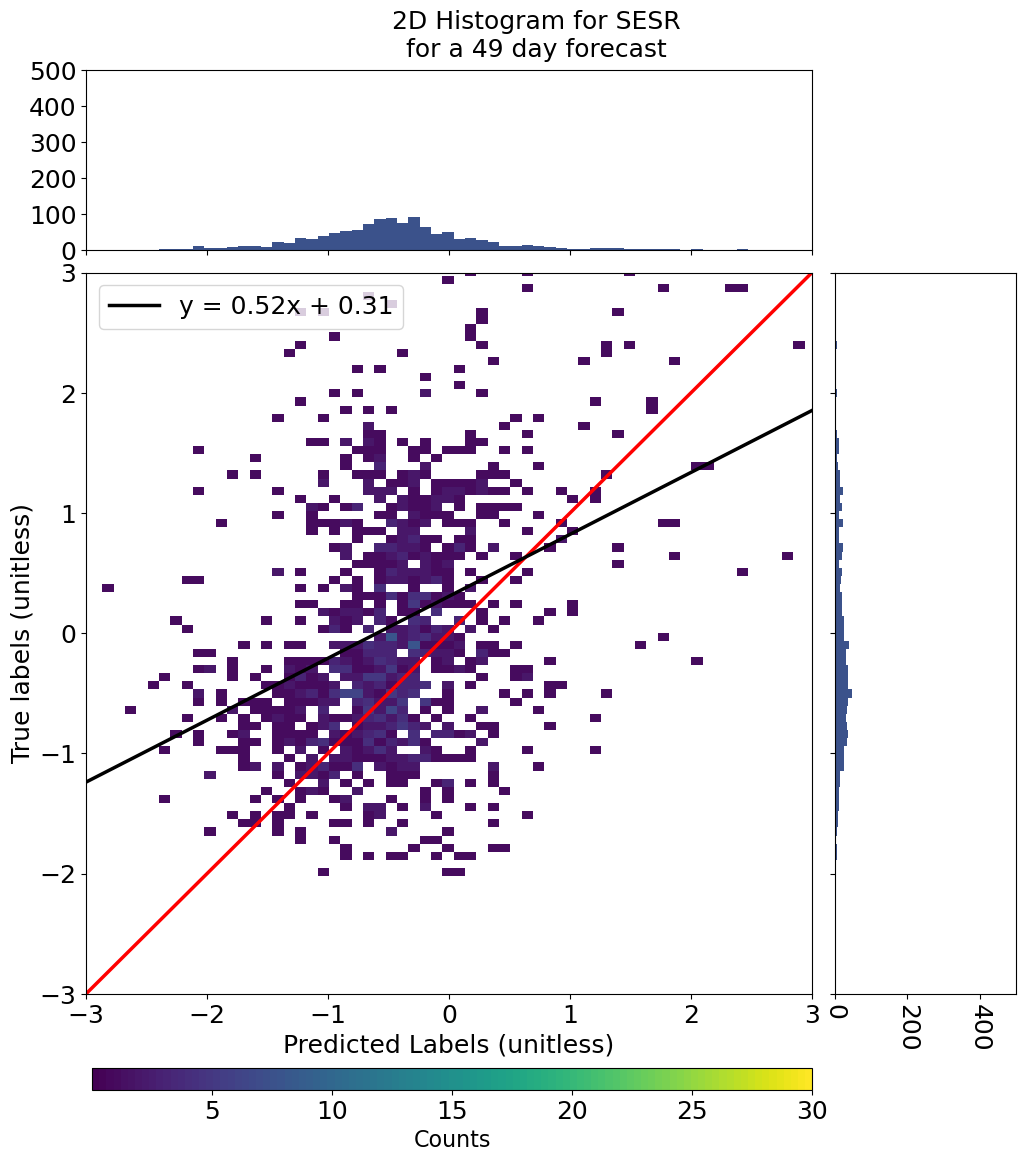 2D Histogram for SESR
for a 49 day forecast
500
400
300
200
100
0
3
2
1
0
−1
−2
−3
True labels (unitless)
y = 0.52x + 0.31
−3 −2 −1 0 1 2 3
Predicted Labels (unitless)
0 200 400
5 10 15 20 25 30
Counts